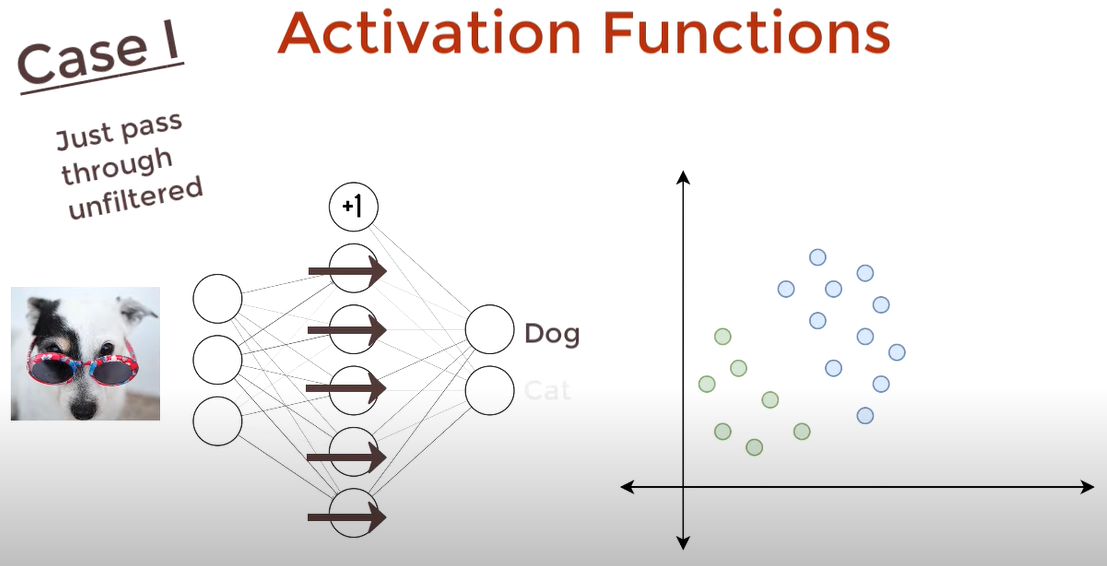 Activation Functions
Case I
Just pass
through
unfiltered
+1
Dog
Cat